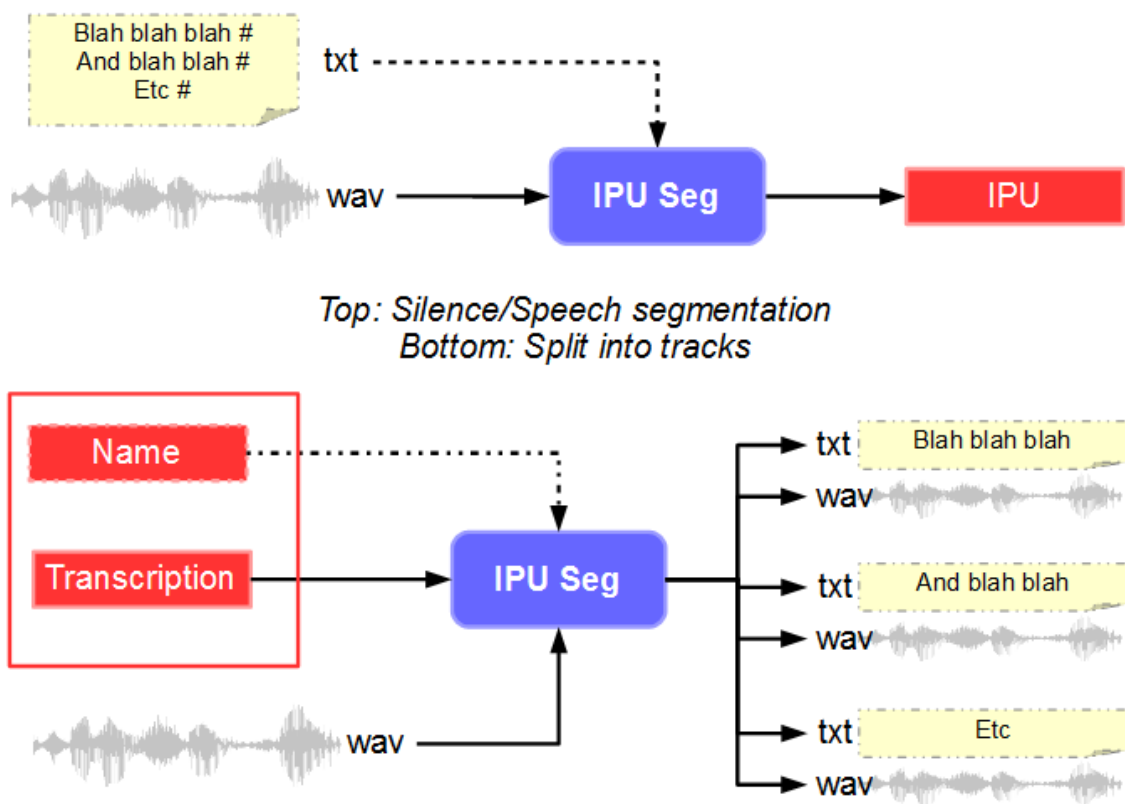 Blah blah blah #
And blah blah #
Etc #
txt
wav
IPU Seg
IPU
Top: Silence/Speech segmentation
Bottom: Split into tracks
Name
Transcription
wav
IPU Seg
txt
Blah blah blah
wav
txt
And blah blah
wav
txt
Etc
wav